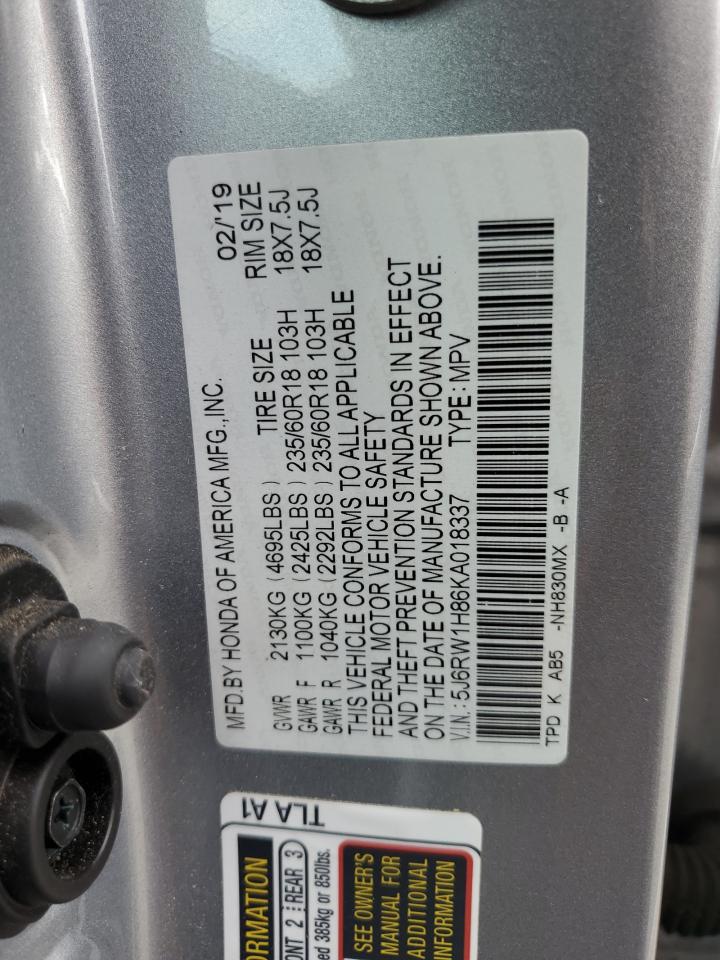 MFD.BY HONDA OF AMERICA MFG.,INC. 02/'19
GVWR 2130KG (4695LBS) TIRE SIZE RIM SIZE
GAWR F 1100KG (2425LBS) 235/60R18 103H 18X7.5J
GAWR R 1040KG (2292LBS) 235/60R18 103H 18X7.5J
THIS VEHICLE CONFORMS TO ALL APPLICABLE
FEDERAL MOTOR VEHICLE SAFETY
AND THEFT PREVENTION STANDARDS IN EFFECT
ON THE DATE OF MANUFACTURE SHOWN ABOVE.
V.I.N.: 5J6RW1H86KA018337 TYPE: MPV
TPD K AB5 -NH830MX -B -A
TLA A1
ORMATION
ONT 2 REAR 3
ed 385kg or 850lbs.
SEE OWNER'S
MANUAL FOR
ADDITIONAL
INFORMATION